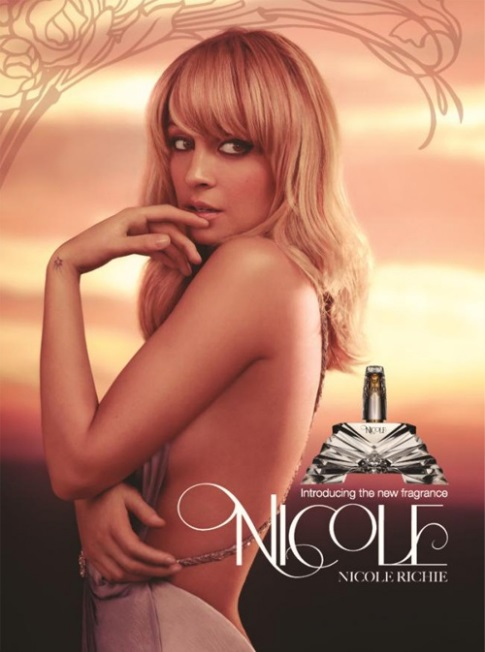 NICOLE
Introducing the new fragrance
NICOLE
NICOLE RICHIE